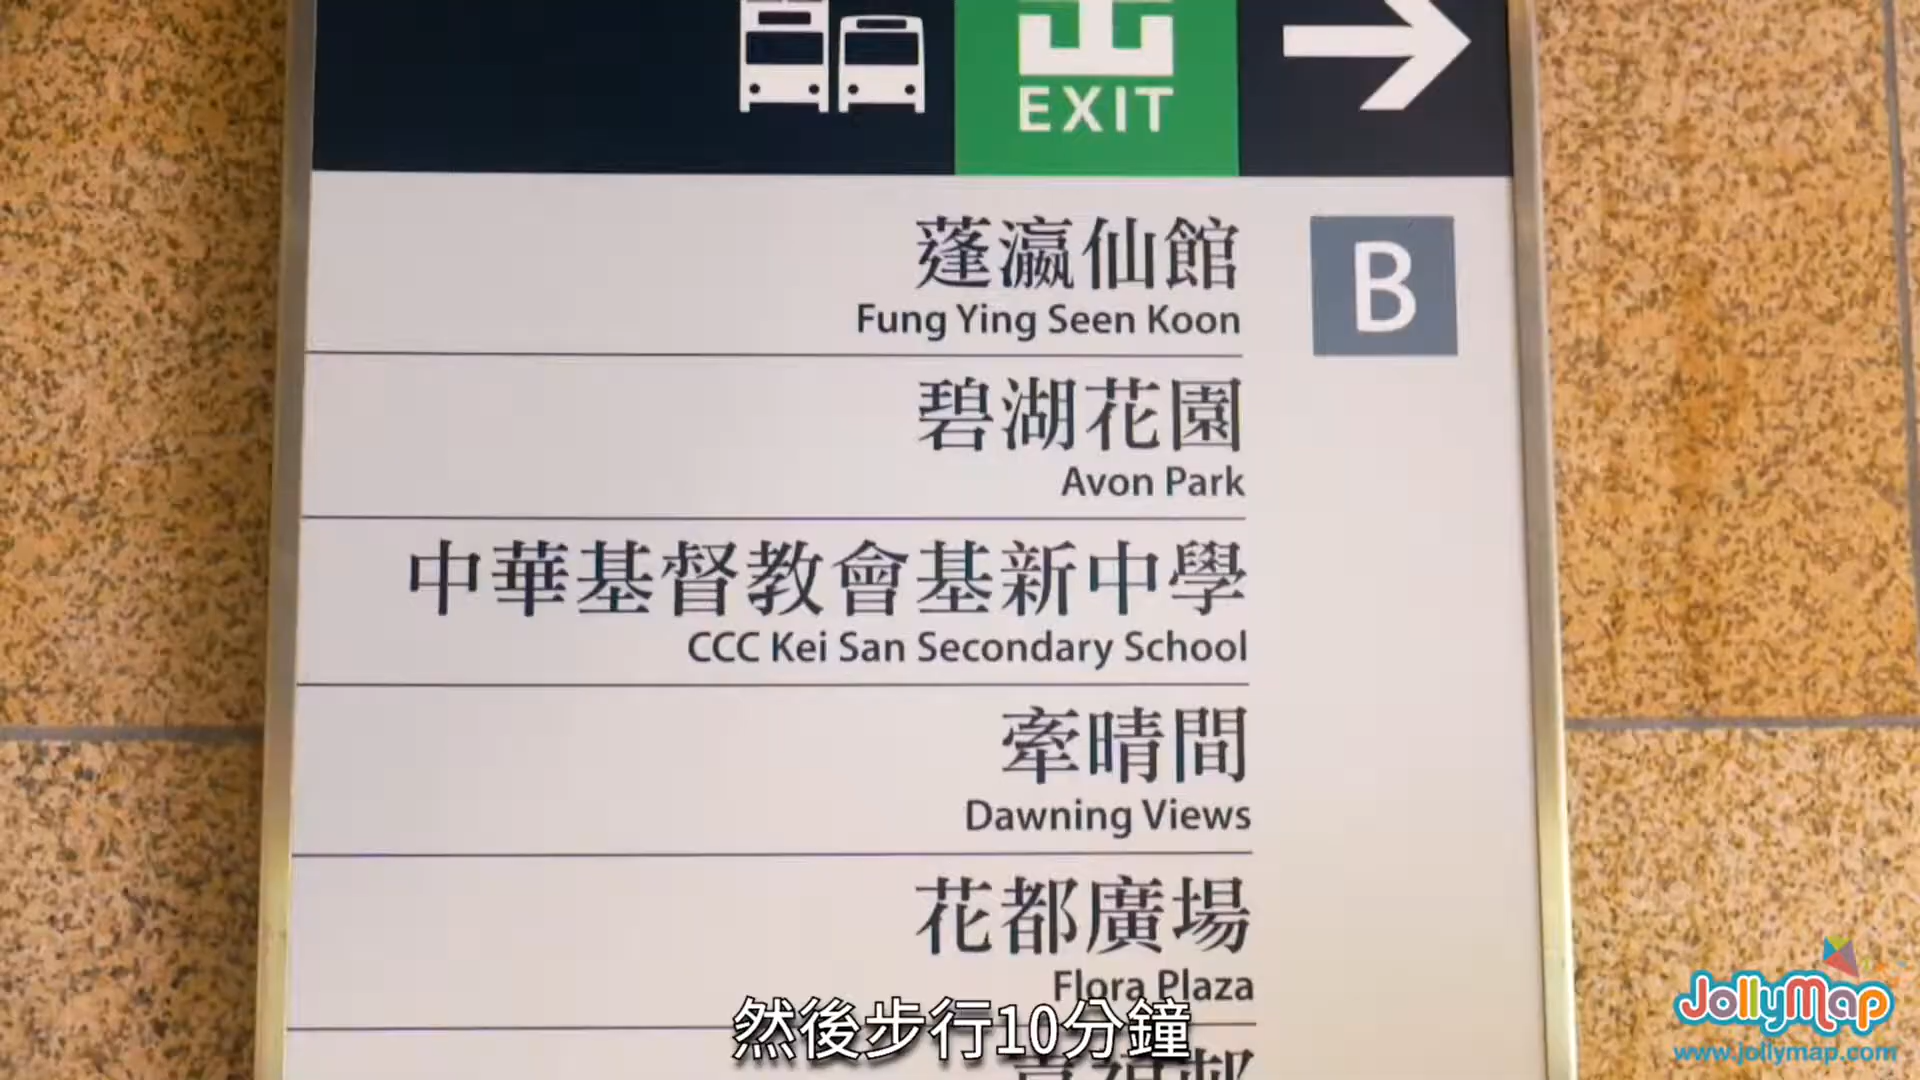 出
EXIT
蓬瀛仙館
Fung Ying Seen Koon
B
碧湖花園
Avon Park
中華基督教會基新中學
CCC Kei San Secondary School
牽晴間
Dawning Views
花都廣場
Flora Plaza
然後步行10分鐘
JollyMap
www.jollymap.com